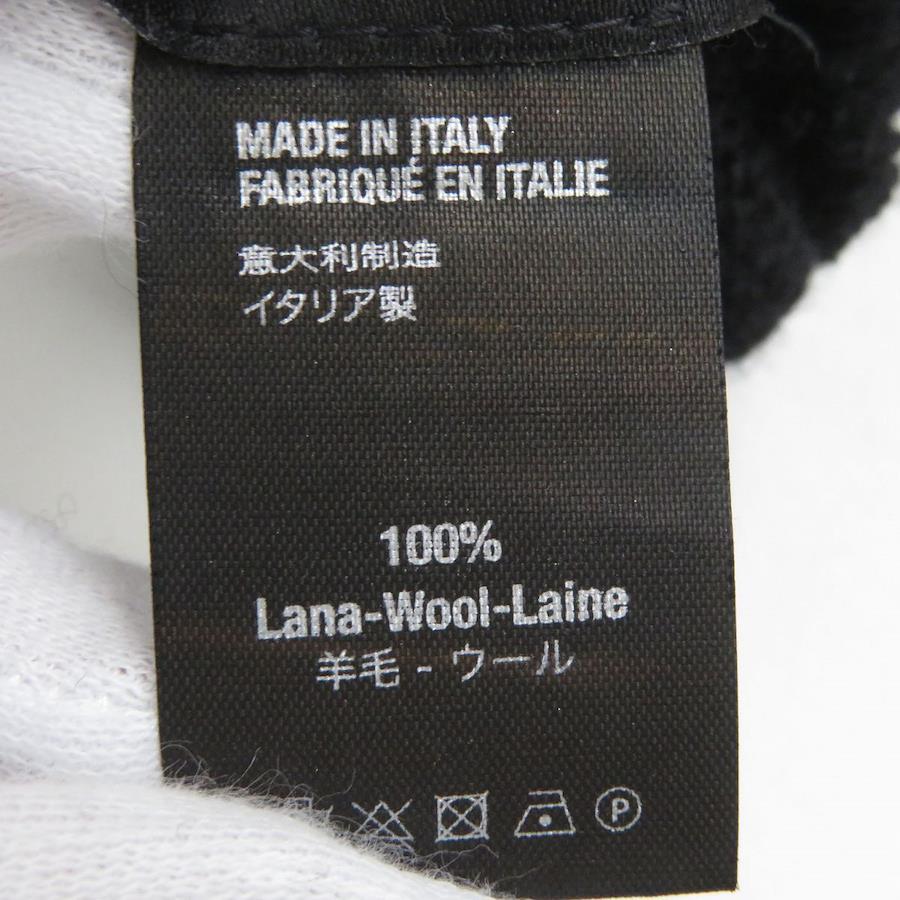 MADE IN ITALY
FABRIQUÉ EN ITALIE
意大利制造
イタリア製
100%
Lana-Wool-Laine
羊毛 - ウール
P